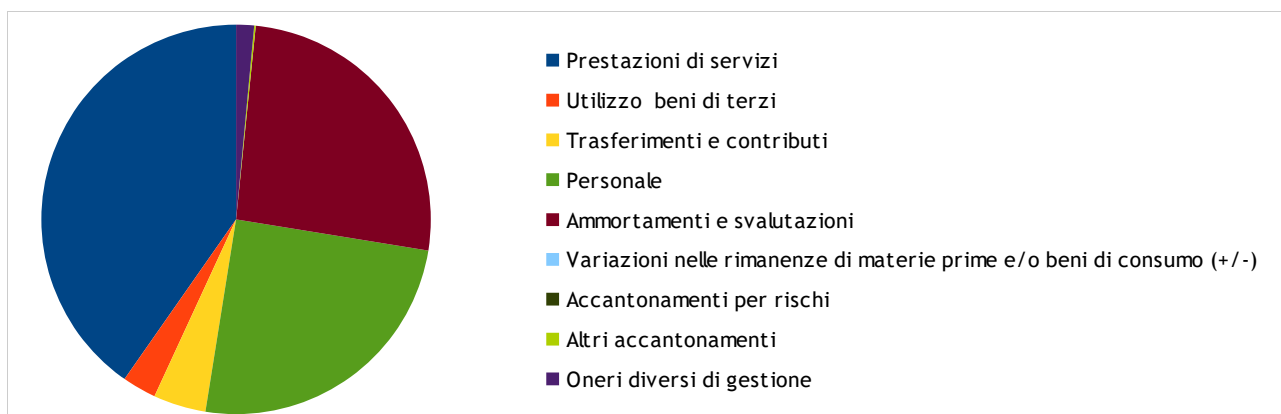 Prestazioni di servizi
Utilizzo beni di terzi
Trasferimenti e contributi
Personale
Ammortamenti e svalutazioni
Variazioni nelle rimanenze di materie prime e/o beni di consumo (+/-)
Accantonamenti per rischi
Altri accantonamenti
Oneri diversi di gestione